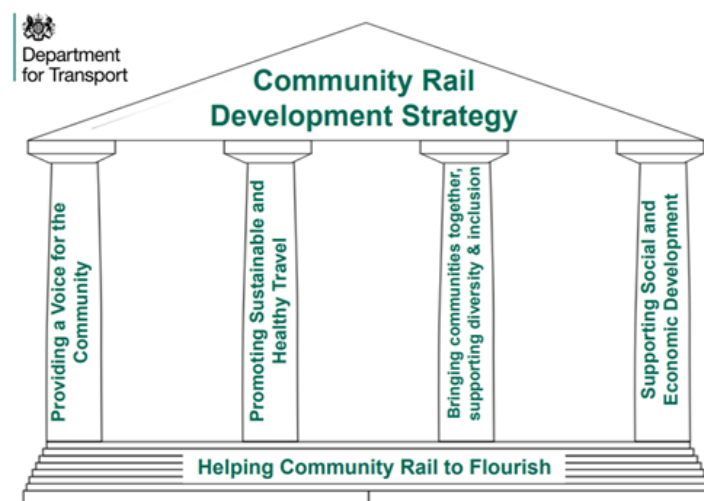 Department
for Transport
Community Rail
Development Strategy
Providing a Voice for the
Community
Promoting Sustainable and
Healthy Travel
Bringing communities together,
supporting diversity & inclusion
Supporting Social and
Economic Development
Helping Community Rail to Flourish